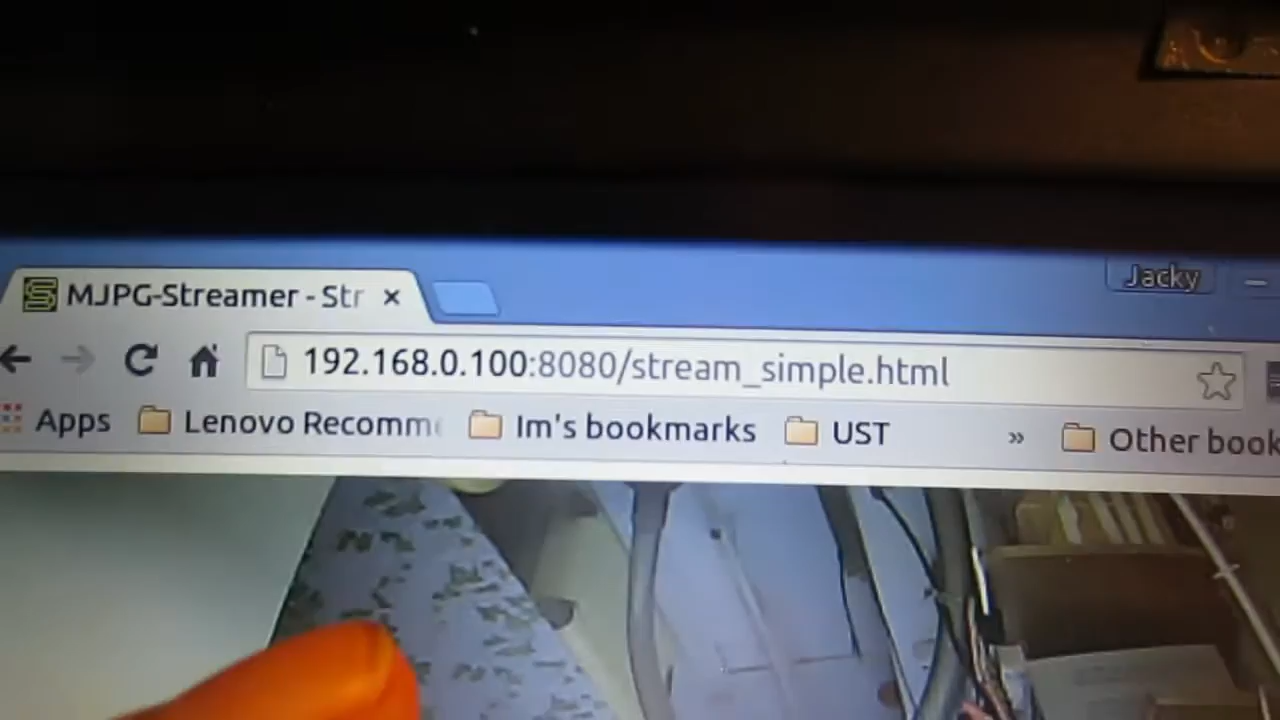 Jacky
MJPG-Streamer - Str
192.168.0.100:8080/stream_simple.html
Apps Lenovo Recomm Im's bookmarks UST » Other book